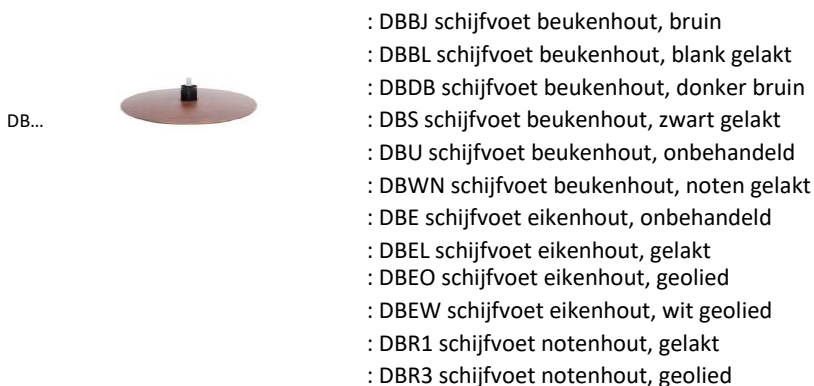 : DBBJ schijfvoet beukenhout, bruin
: DBBL schijfvoet beukenhout, blank gelakt
: DBDB schijfvoet beukenhout, donker bruin
DB...
: DBS schijfvoet beukenhout, zwart gelakt
: DBU schijfvoet beukenhout, onbehandeld
: DBWN schijfvoet beukenhout, noten gelakt
: DBE schijfvoet eikenhout, onbehandeld
: DBEL schijfvoet eikenhout, gelakt
: DBEO schijfvoet eikenhout, geolied
: DBEW schijfvoet eikenhout, wit geolied
: DBR1 schijfvoet notenhout, gelakt
: DBR3 schijfvoet notenhout, geolied